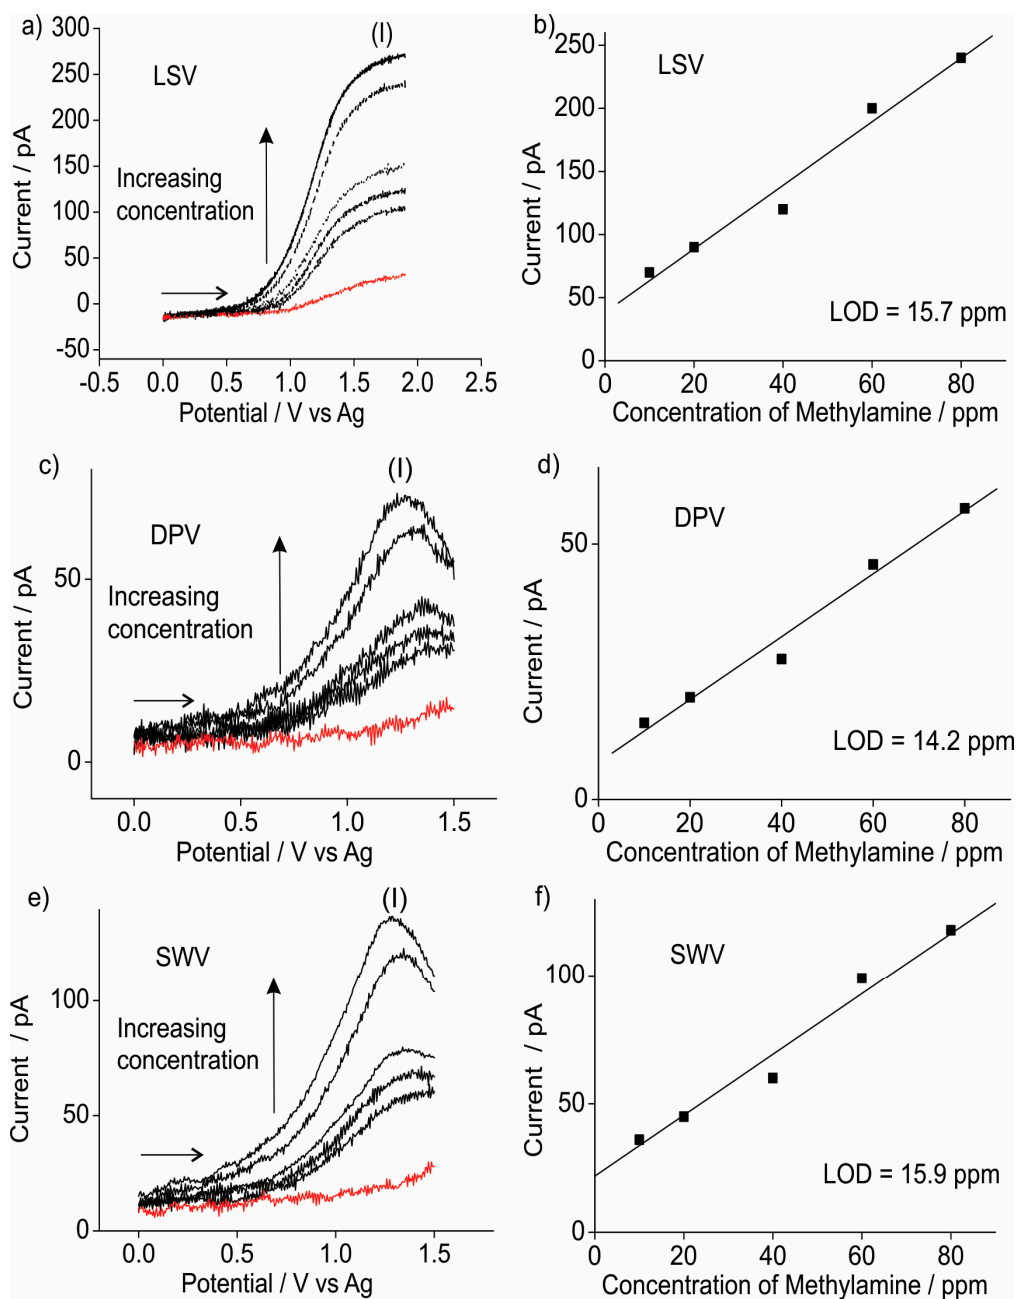 a)
(I)
LSV
Increasing
concentration
300
250
200
150
100
50
0
-50
Current / pA
-0.5 0.0 0.5 1.0 1.5 2.0 2.5
Potential / V vs Ag
b)
LSV
250
200
150
100
50
0
Current / pA
LOD = 15.7 ppm
0 20 40 60 80
Concentration of Methylamine / ppm
c)
(I)
DPV
Increasing
concentration
50
0
Current / pA
0.0 0.5 1.0 1.5
Potential / V vs Ag
d)
DPV
50
0
Current / pA
LOD = 14.2 ppm
0 20 40 60 80
Concentration of Methylamine / ppm
e)
(I)
SWV
Increasing
concentration
100
50
0
Current / pA
0.0 0.5 1.0 1.5
Potential / V vs Ag
f)
SWV
100
50
0
Current / pA
LOD = 15.9 ppm
0 20 40 60 80
Concentration of Methylamine / ppm